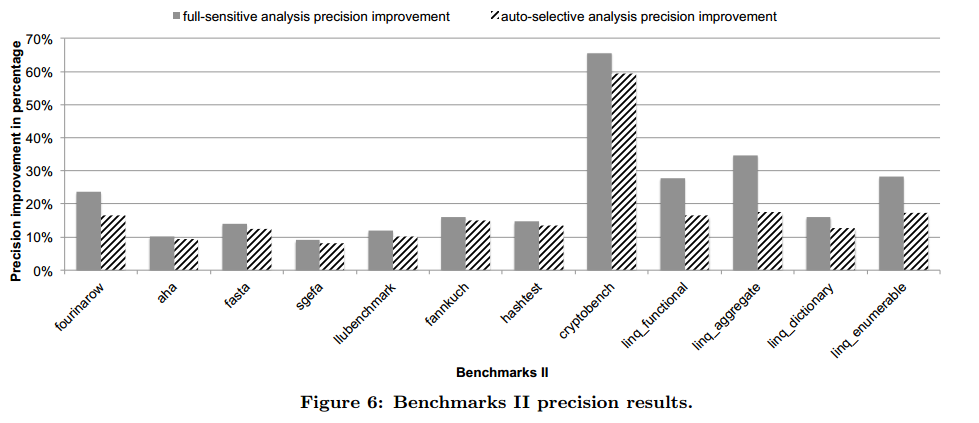 full-sensitive analysis precision improvement auto-selective analysis precision improvement
Precision improvement in percentage
70%
60%
50%
40%
30%
20%
10%
0%
fourinarow aha fasta sgefa llubenchmark fannkuch hashtest cryptobench linq_functional linq_aggregate linq_dictionary linq_enumerable
Benchmarks II
Figure 6: Benchmarks II precision results.